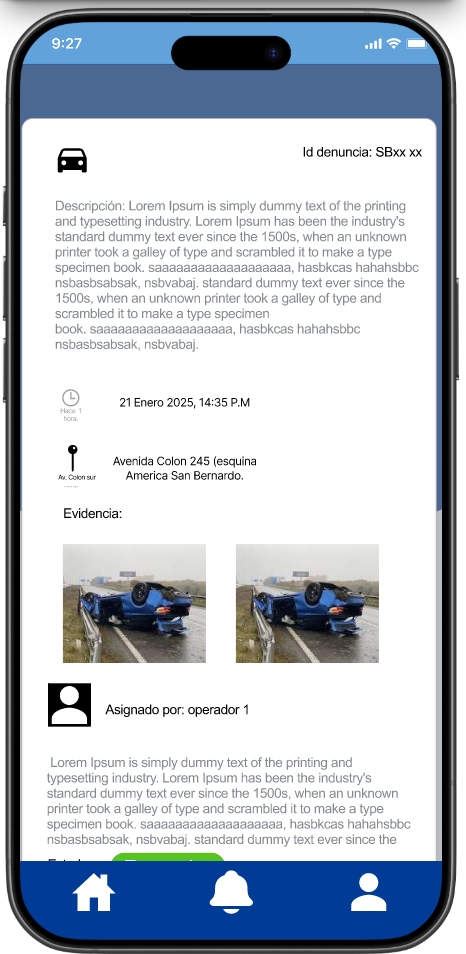 9:27
Id denuncia: SBxx xx
Descripción: Lorem Ipsum is simply dummy text of the printing
and typesetting industry. Lorem Ipsum has been the industry's
standard dummy text ever since the 1500s, when an unknown
printer took a galley of type and scrambled it to make a type
specimen book. saaaaaaaaaaaaaaaaaaaa, hasbkcas hahahsbbc
nsbasbsabsak, nsbvabaj. standard dummy text ever since the
1500s, when an unknown printer took a galley of type and
scrambled it to make a type specimen
book. saaaaaaaaaaaaaaaaaaaa, hasbkcas hahahsbbc
nsbasbsabsak, nsbvabaj.
Hace 1
hora.
21 Enero 2025, 14:35 P.M
Av. Colon sur
Avenida Colon 245 (esquina
America San Bernardo.
Evidencia:
Asignado por: operador 1
Lorem Ipsum is simply dummy text of the printing and
typesetting industry. Lorem Ipsum has been the industry's
standard dummy text ever since the 1500s, when an unknown
printer took a galley of type and scrambled it to make a type
specimen book. saaaaaaaaaaaaaaaaaaaa, hasbkcas hahahsbbc
nsbasbsabsak, nsbvabaj. standard dummy text ever since the